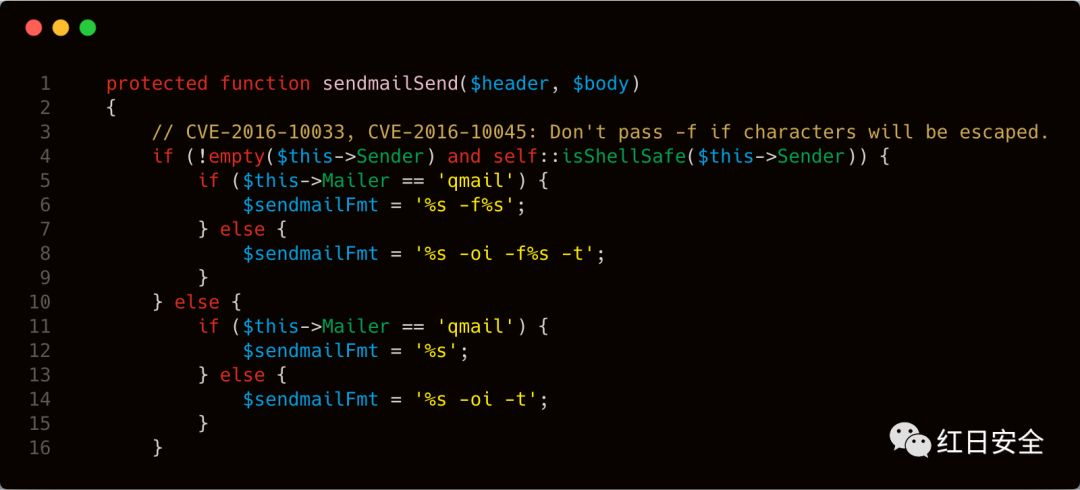 1 protected function sendmailSend($header, $body)
2 {
3 // CVE-2016-10033, CVE-2016-10045: Don't pass -f if characters will be escaped.
4 if (!empty($this->Sender) and self::isShellSafe($this->Sender)) {
5 if ($this->Mailer == 'qmail') {
6 $sendmailFmt = '%s -f%s';
7 } else {
8 $sendmailFmt = '%s -oi -f%s -t';
9 }
10 } else {
11 if ($this->Mailer == 'qmail') {
12 $sendmailFmt = '%s';
13 } else {
14 $sendmailFmt = '%s -oi -t';
15 }
16 }
红日安全